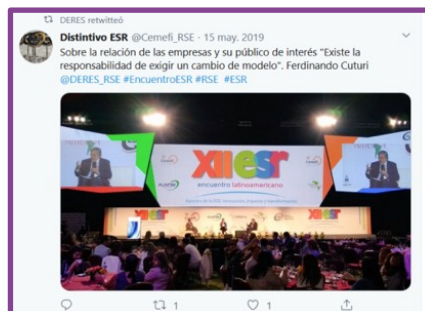 DERES retwitteó
Distintivo ESR @Cemefi_RSE · 15 may. 2019
Sobre la relación de las empresas y su público de interés "Existe la
responsabilidad de exigir un cambio de modelo". Ferdinando Cuturi
@DERES_RSE #EncuentroESR #RSE #ESR
XII esr
encuentro latinoamericano
XII esr
XII esr
1
1